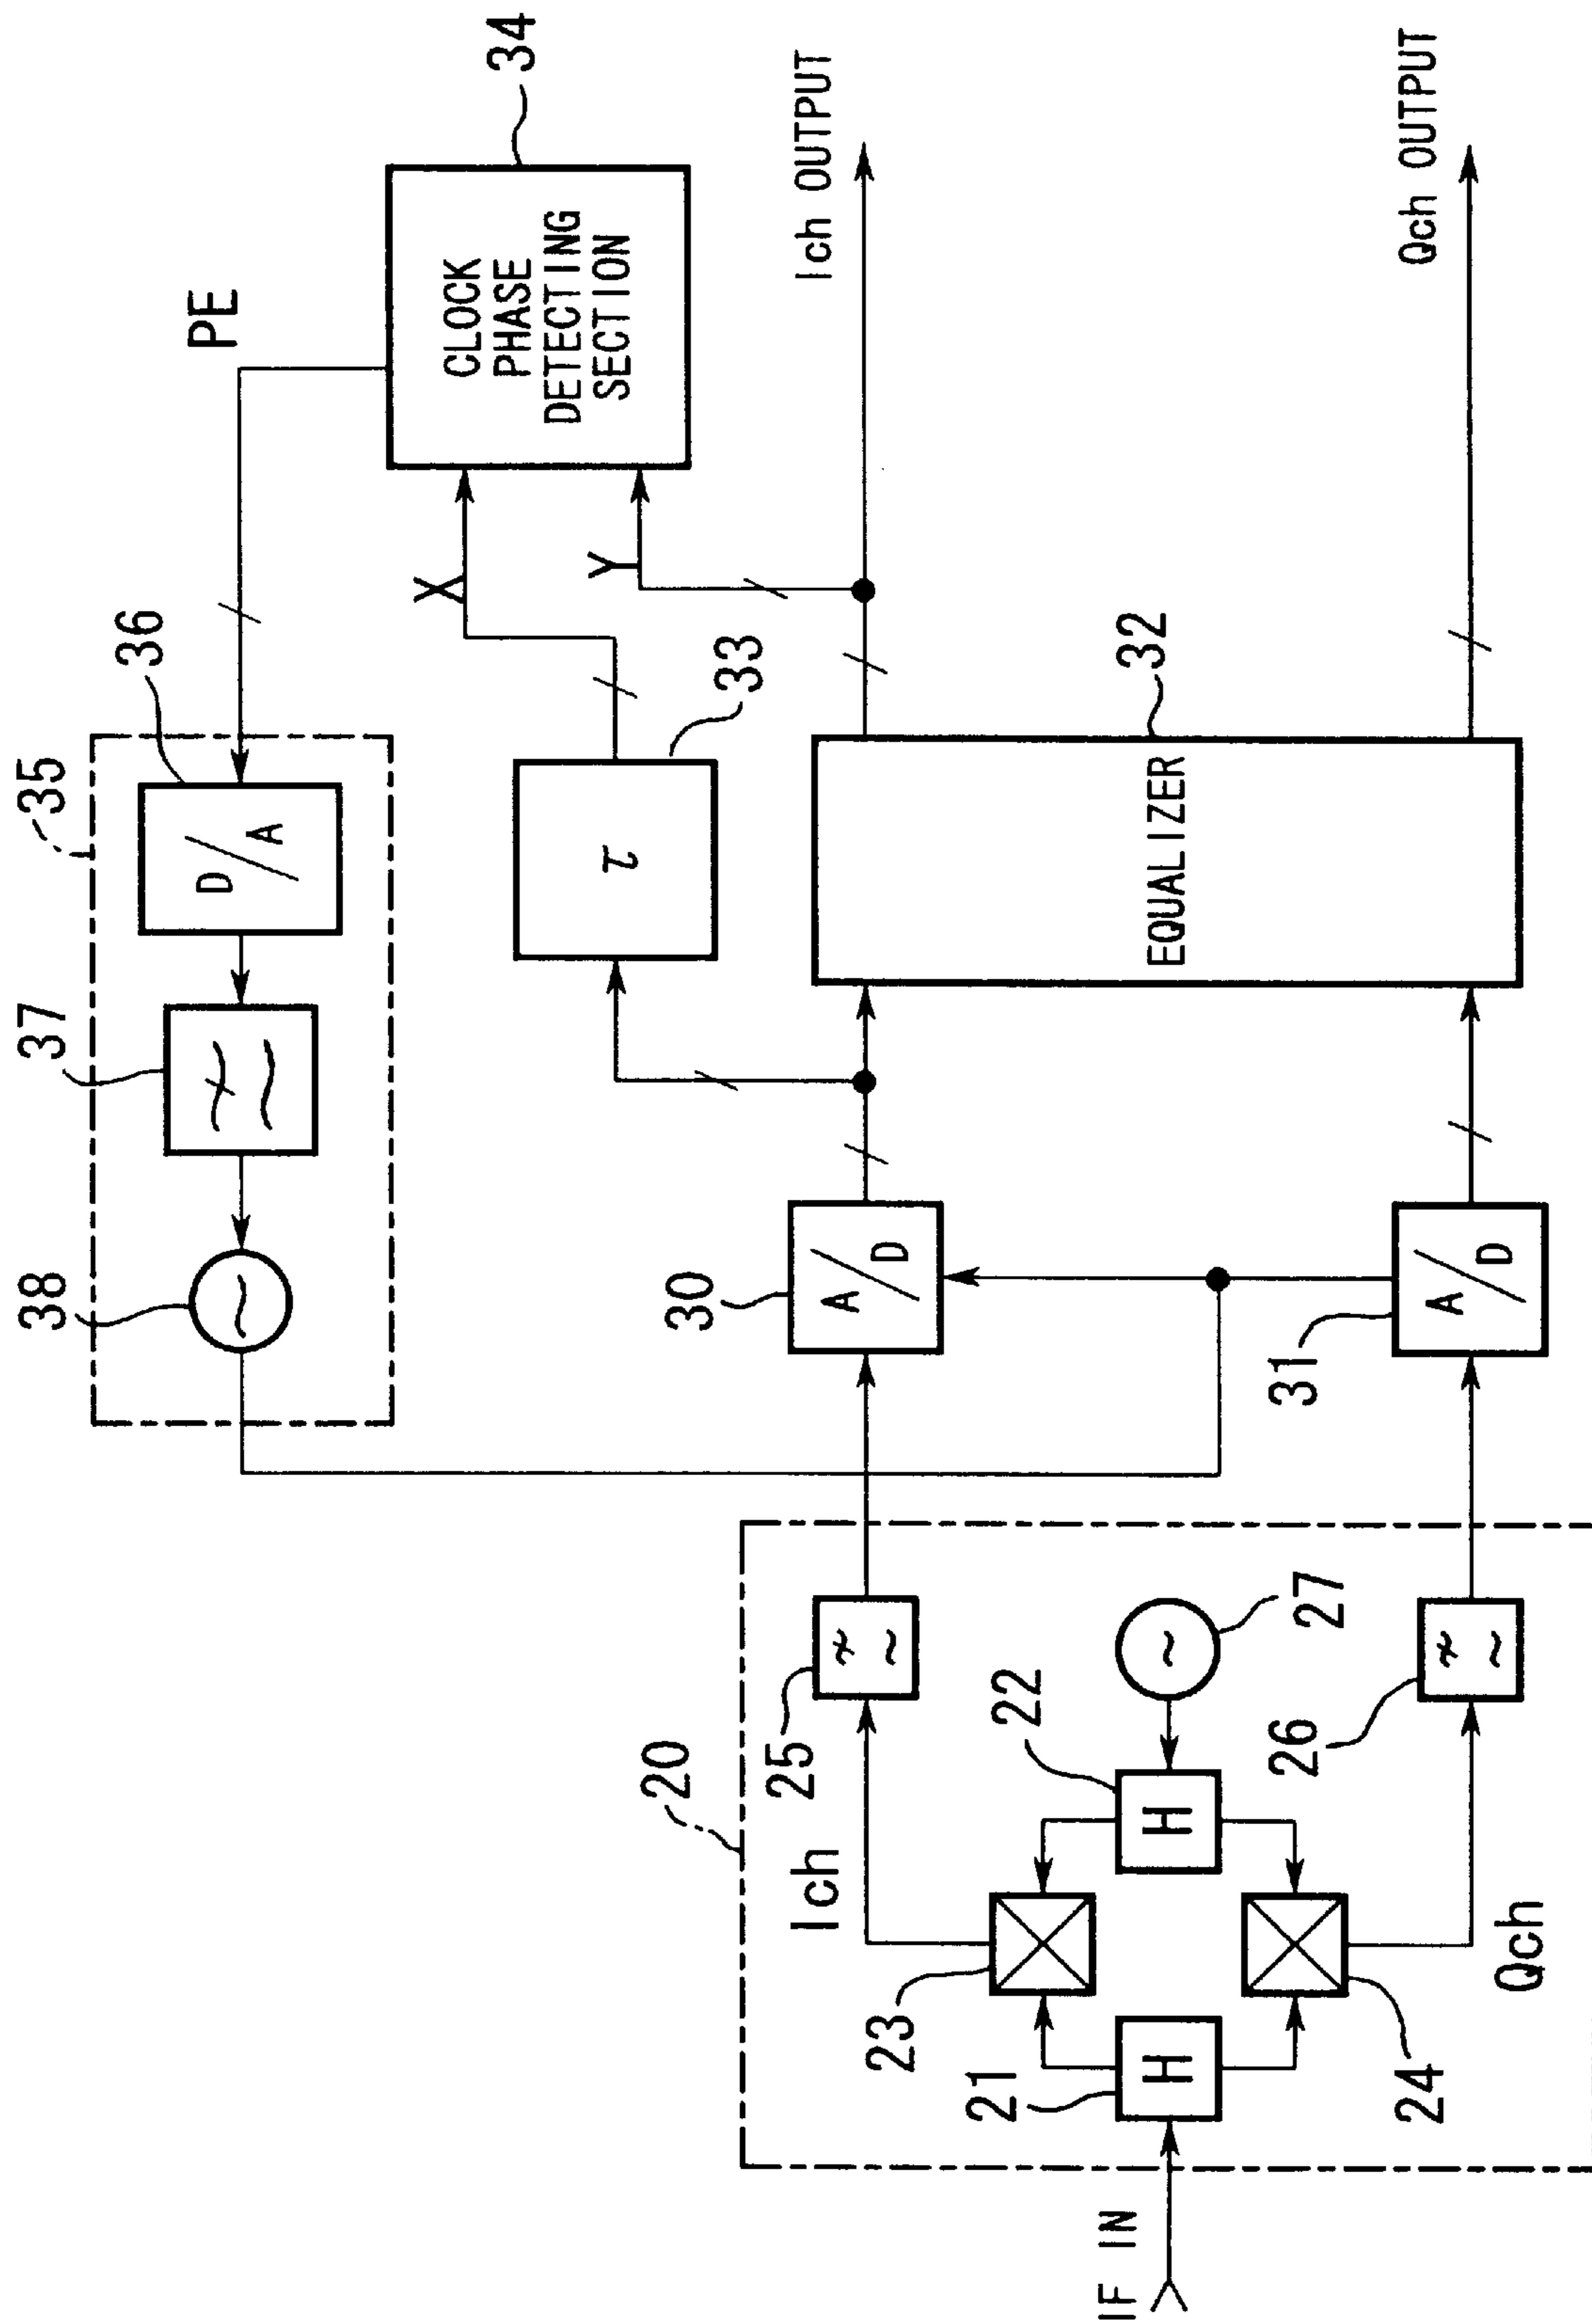 35
36
D/A
37
38
PE
34
CLOCK
PHASE
DETECTING
SECTION
X
Y
33
τ
Ich OUTPUT
30
A/D
32
EQUALIZER
31
A/D
Qch OUTPUT
20
Ich
25
22
H
27
23
21
H
24
26
Qch
IF IN